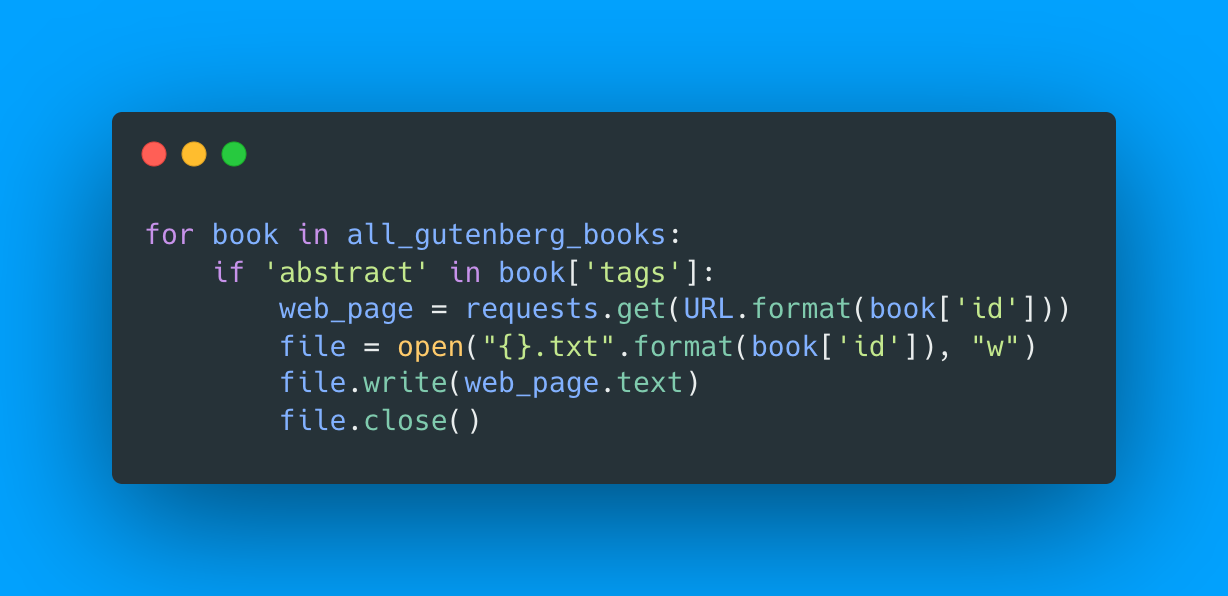 for book in all_gutenberg_books:
    if 'abstract' in book['tags']:
        web_page = requests.get(URL.format(book['id']))
        file = open("{}.txt".format(book['id']), "w")
        file.write(web_page.text)
        file.close()